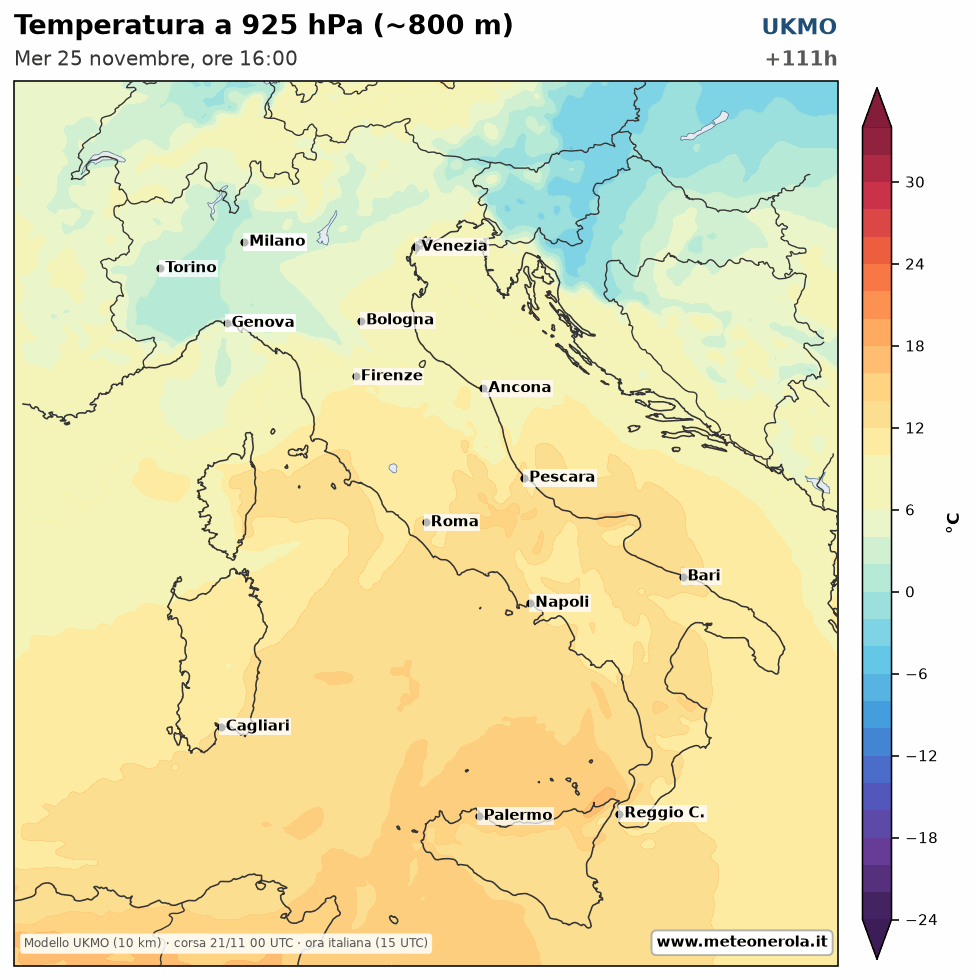 Temperatura a 925 hPa (~800 m)
UKMO
Mer 25 novembre, ore 16:00
+111h
Milano
Venezia
Torino
Genova
Bologna
Firenze
Ancona
Pescara
Roma
Bari
Napoli
Cagliari
Palermo
Reggio C.
30
24
18
12
6
0
−6
−12
−18
−24
°C
Modello UKMO (10 km) · corsa 21/11 00 UTC · ora italiana (15 UTC)
www.meteonerola.it